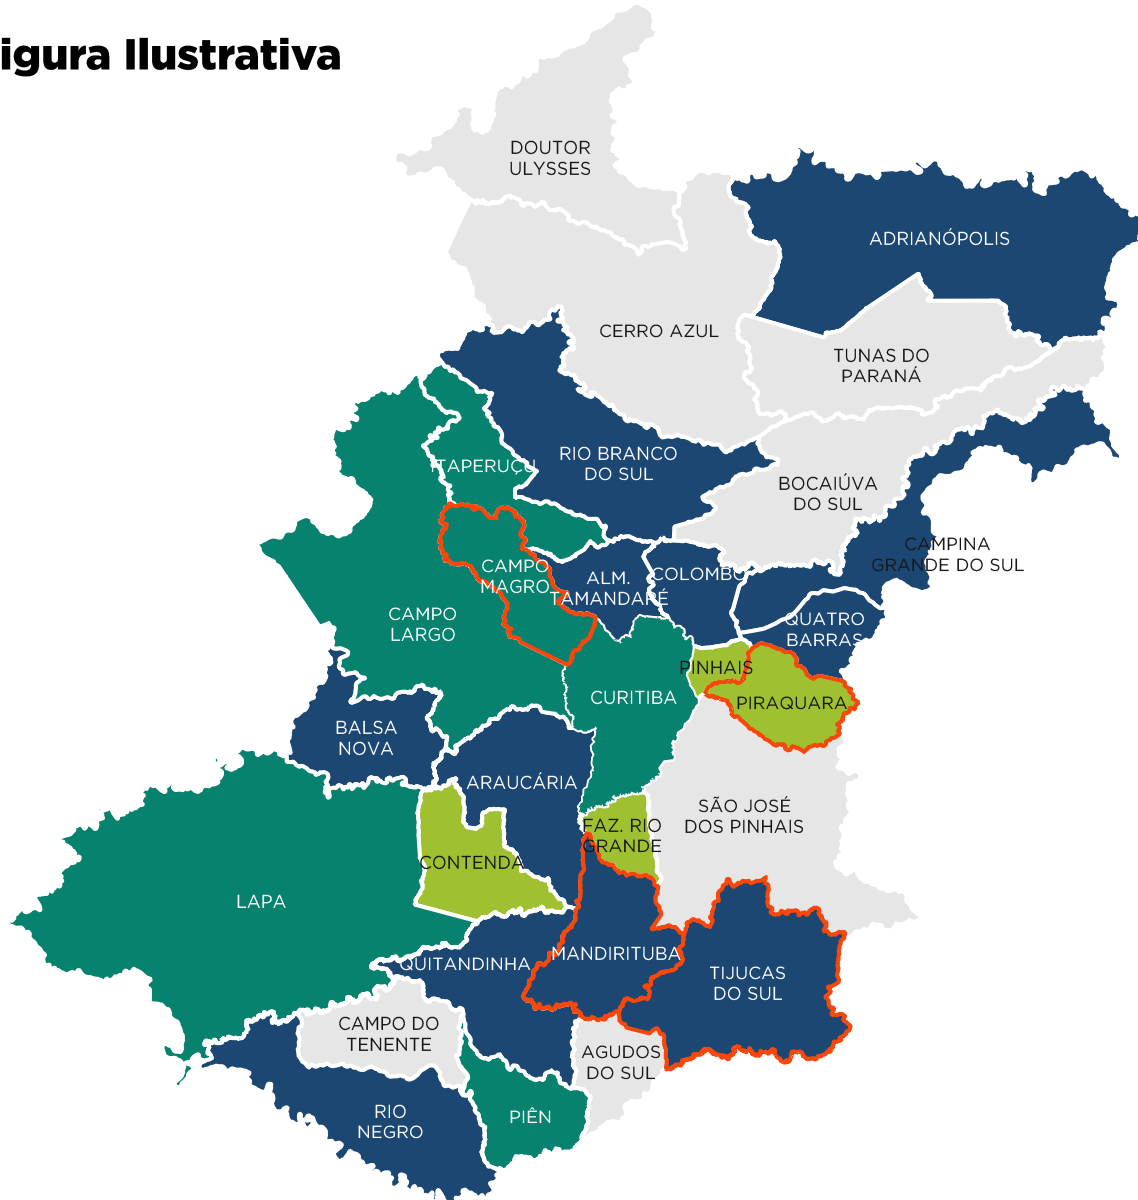 igura Ilustrativa
DOUTOR
ULYSSES
ADRIANÓPOLIS
CERRO AZUL
TUNAS DO
PARANÁ
RIO BRANCO
DO SUL
ITAPERUÇU
BOCAIÚVA
DO SUL
CAMPINA
GRANDE DO SUL
CAMPO
MAGRO
ALM.
TAMANDARÉ
COLOMBO
CAMPO
LARGO
QUATRO
BARRAS
PINHAIS
CURITIBA
PIRAQUARA
BALSA
NOVA
ARAUCÁRIA
SÃO JOSÉ
DOS PINHAIS
FAZ. RIO
GRANDE
CONTENDA
LAPA
MANDIRITUBA
QUITANDINHA
TIJUCAS
DO SUL
CAMPO DO
TENENTE
AGUDOS
DO SUL
RIO
NEGRO
PIÊN